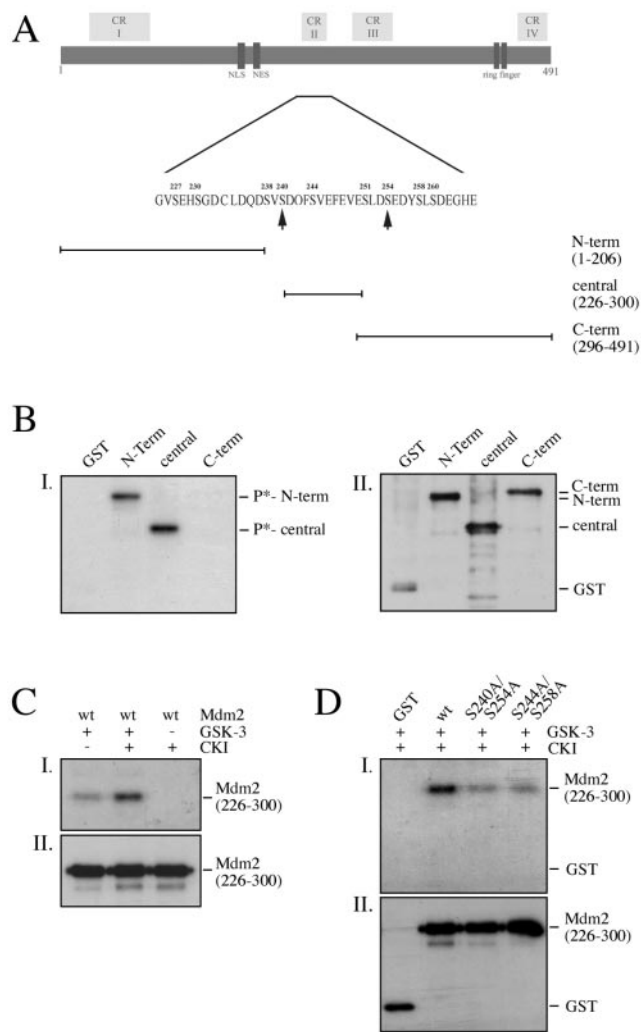 A
CR I
CR II
CR III
CR IV
1
NLS
NES
ring finger
491
227 230 238 240 244 251 254 258 260
GVSEHSGDCLDQDSVSDOFSVEFEVESLDSEDYSLSDEGHE
N-term
(1-206)
central
(226-300)
C-term
(296-491)
B
GST N-Term central C-term
I.
P*- N-term
P*- central
GST N-Term central C-term
II.
C-term
N-term
central
GST
C
wt wt wt Mdm2
+ + - GSK-3
- + + CKI
I.
Mdm2
(226-300)
II.
Mdm2
(226-300)
D
GST wt S240A/S254A S244A/S258A
+ + + + GSK-3
+ + + + CKI
I.
Mdm2
(226-300)
GST
II.
Mdm2
(226-300)
GST